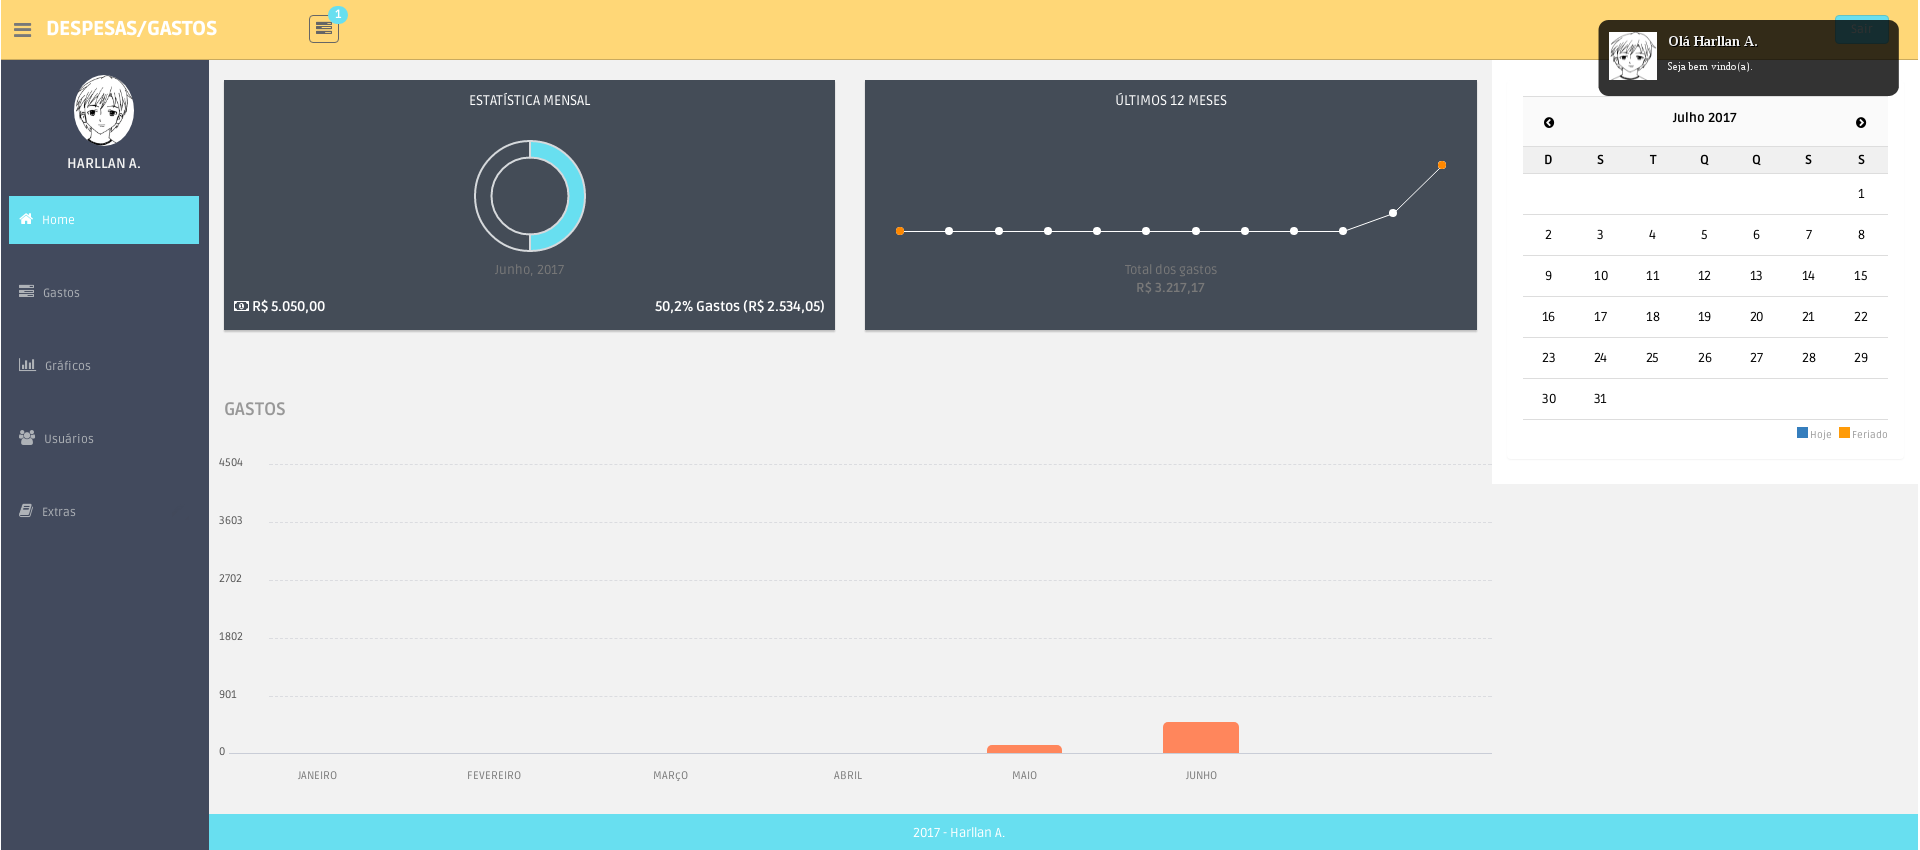 DESPESAS/GASTOS
1
Olá Harllan A.
Seja bem vindo(a).
HARLLAN A.
Home
Gastos
Gráficos
Usuários
Extras
ESTATÍSTICA MENSAL
Junho, 2017
R$ 5.050,00
50,2% Gastos (R$ 2.534,05)
ÚLTIMOS 12 MESES
Total dos gastos
R$ 3.217,17
Julho 2017
D S T Q Q S S
1
2 3 4 5 6 7 8
9 10 11 12 13 14 15
16 17 18 19 20 21 22
23 24 25 26 27 28 29
30 31
Hoje Feriado
GASTOS
4504
3603
2702
1802
901
0
JANEIRO FEVEREIRO MARÇO ABRIL MAIO JUNHO
2017 - Harllan A.